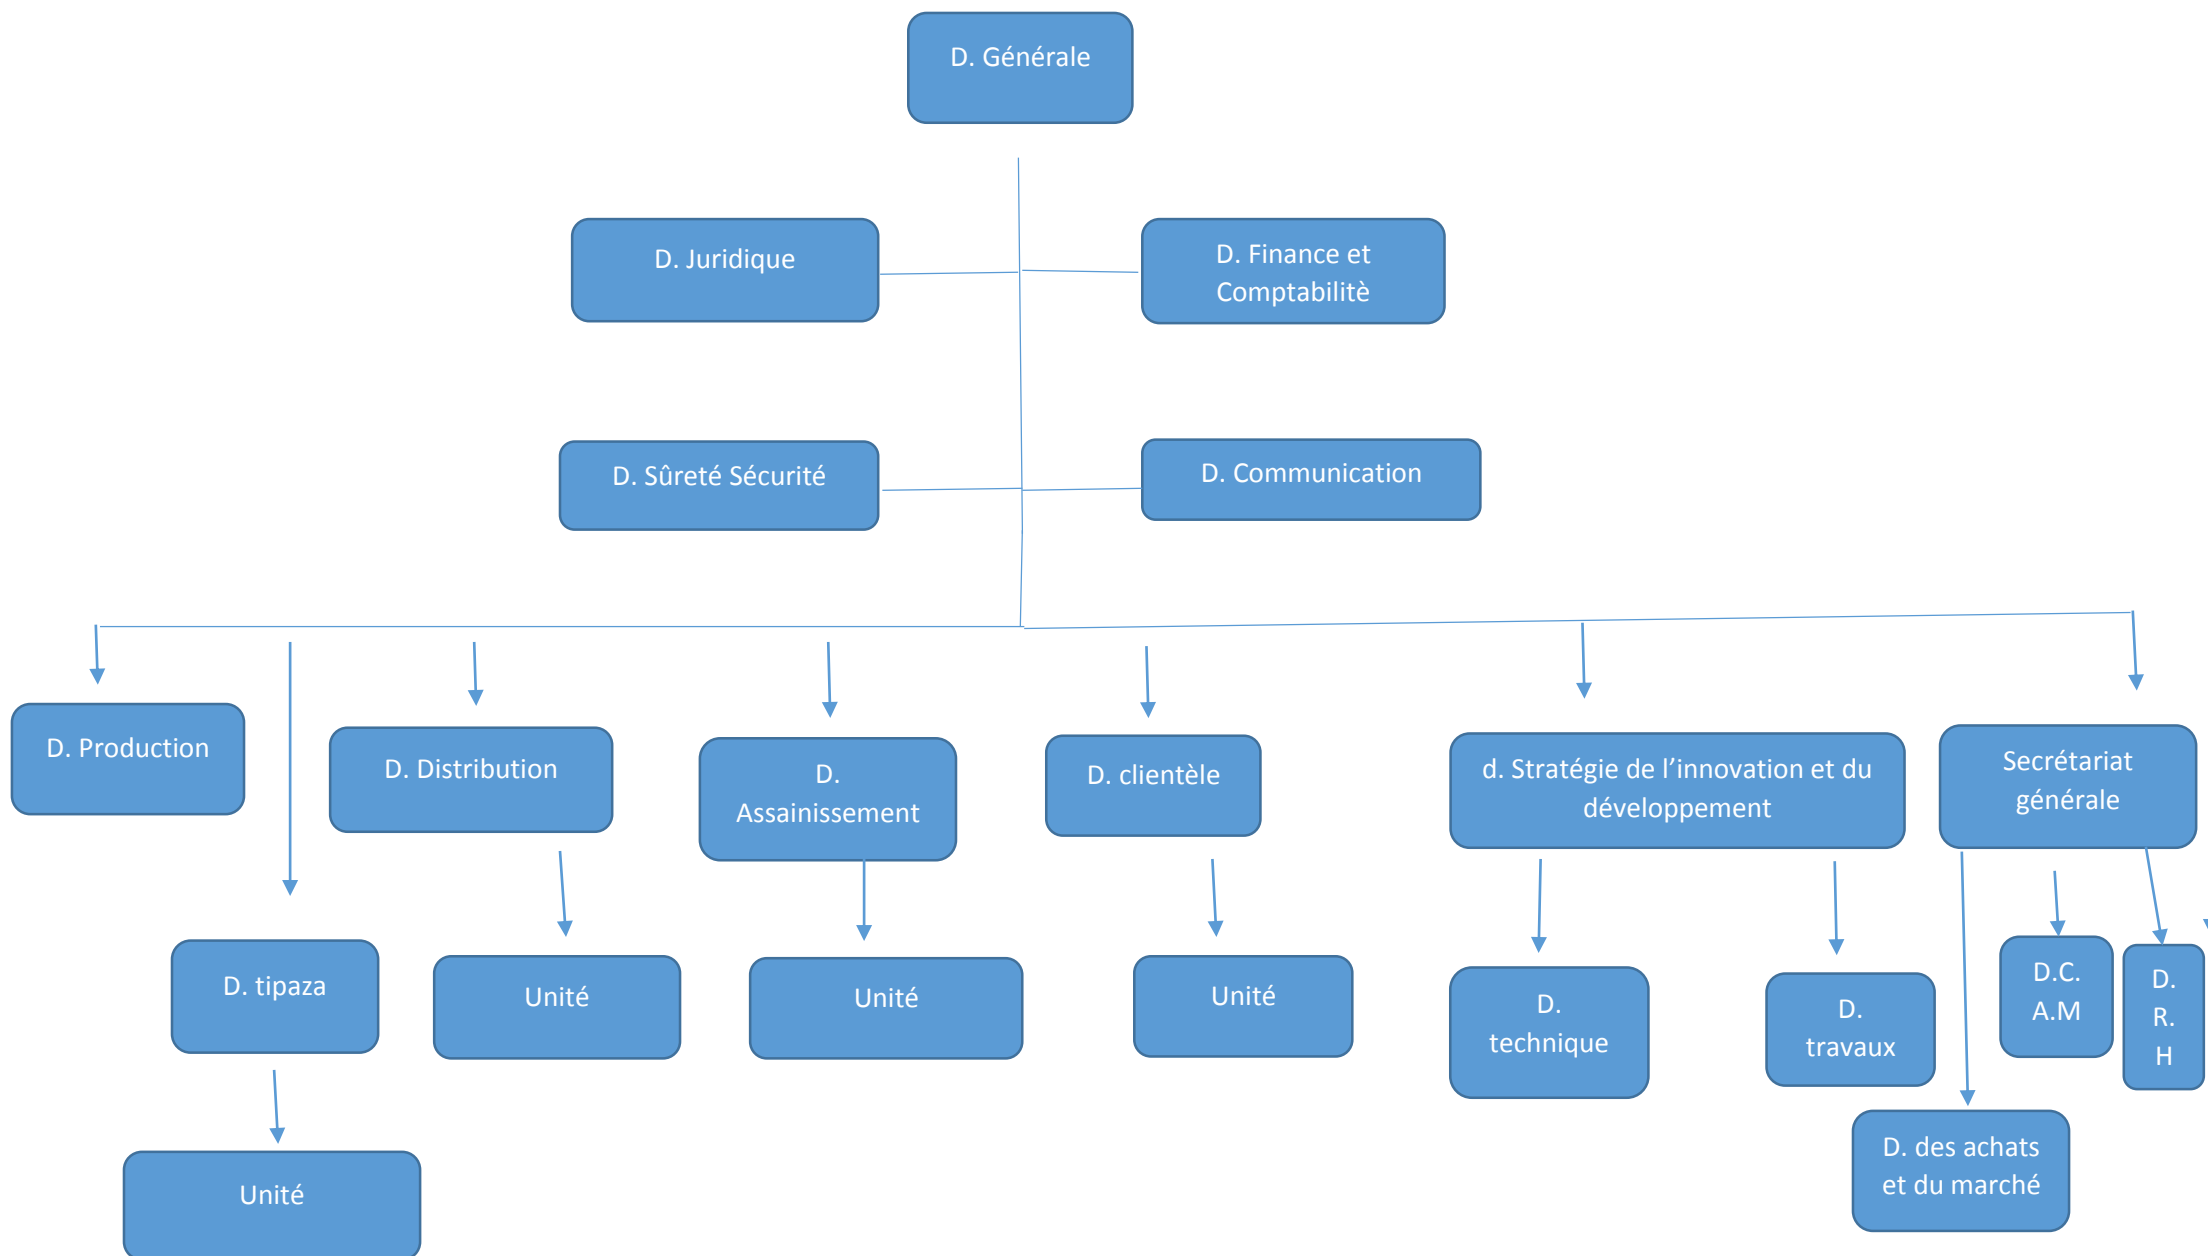 D. Générale
D. Juridique
D. Finance et
Comptabilitè
D. Sûreté Sécurité
D. Communication
D. Production
D. Distribution
D.
Assainissement
D. clientèle
d. Stratégie de l’innovation et du
développement
Secrétariat
générale
D. tipaza
Unité
Unité
Unité
D.
technique
D.
travaux
D.C.
A.M
D.
R.
H
Unité
D. des achats
et du marché